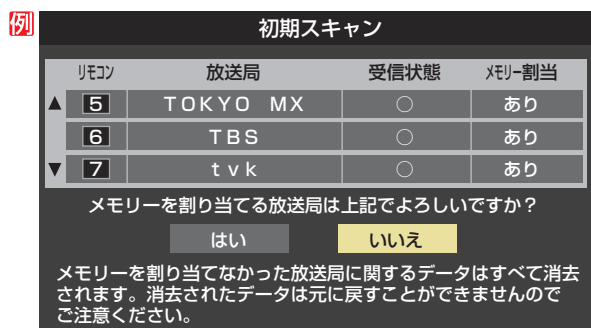 例
初期スキャン
リモコン 放送局 受信状態 メモリー割当
▲ 5 TOKYO MX ○ あり
6 TBS ○ あり
▼ 7 tvk ○ あり
メモリーを割り当てる放送局は上記でよろしいですか？
はい いいえ
メモリーを割り当てなかった放送局に関するデータはすべて消去
されます。消去されたデータは元に戻すことができませんので
ご注意ください。